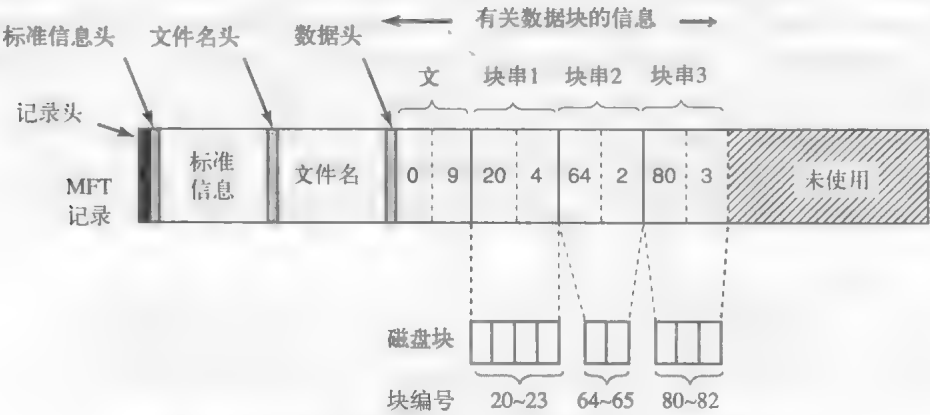 有关数据块的信息
标准信息头 文件名头 数据头
文 块串1 块串2 块串3
记录头
MFT
记录
标准
信息
文件名
0 9 20 4 64 2 80 3
未使用
磁盘块
块编号 20~23 64~65 80~82